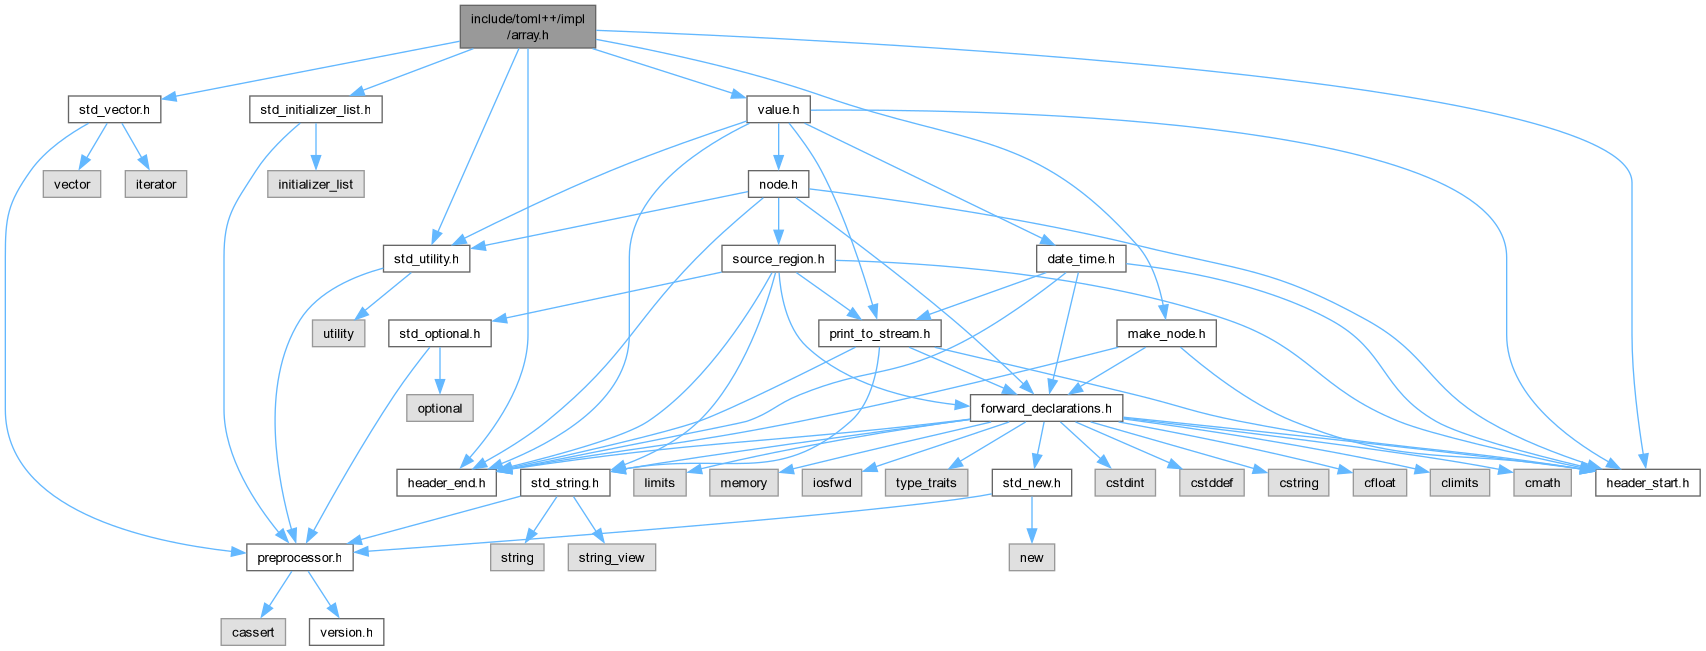 include/toml++/impl
/array.h
std_vector.h
std_initializer_list.h
value.h
vector
iterator
initializer_list
node.h
std_utility.h
source_region.h
date_time.h
utility
std_optional.h
print_to_stream.h
make_node.h
optional
forward_declarations.h
header_end.h
std_string.h
limits
memory
iosfwd
type_traits
std_new.h
cstdint
cstddef
cstring
cfloat
climits
cmath
header_start.h
preprocessor.h
string
string_view
new
cassert
version.h